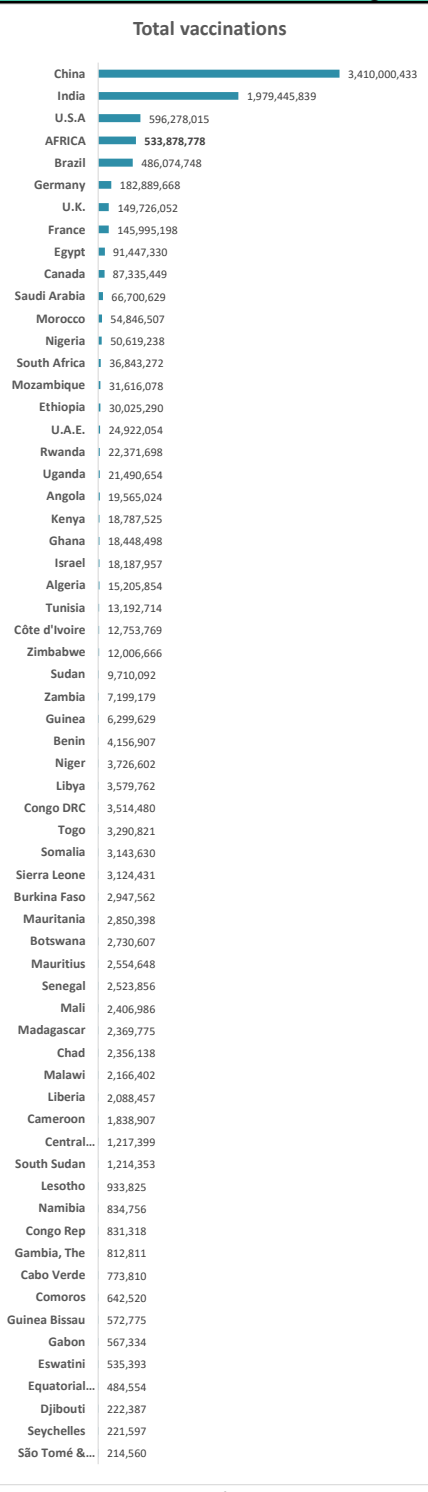 Total vaccinations
China 3,410,000,433
India 1,979,445,839
U.S.A 596,278,015
AFRICA 533,878,778
Brazil 486,074,748
Germany 182,889,668
U.K. 149,726,052
France 145,995,198
Egypt 91,447,330
Canada 87,335,449
Saudi Arabia 66,700,629
Morocco 54,846,507
Nigeria 50,619,238
South Africa 36,843,272
Mozambique 31,616,078
Ethiopia 30,025,290
U.A.E. 24,922,054
Rwanda 22,371,698
Uganda 21,490,654
Angola 19,565,024
Kenya 18,787,525
Ghana 18,448,498
Israel 18,187,957
Algeria 15,205,854
Tunisia 13,192,714
Côte d'Ivoire 12,753,769
Zimbabwe 12,006,666
Sudan 9,710,092
Zambia 7,199,179
Guinea 6,299,629
Benin 4,156,907
Niger 3,726,602
Libya 3,579,762
Congo DRC 3,514,480
Togo 3,290,821
Somalia 3,143,630
Sierra Leone 3,124,431
Burkina Faso 2,947,562
Mauritania 2,850,398
Botswana 2,730,607
Mauritius 2,554,648
Senegal 2,523,856
Mali 2,406,986
Madagascar 2,369,775
Chad 2,356,138
Malawi 2,166,402
Liberia 2,088,457
Cameroon 1,838,907
Central... 1,217,399
South Sudan 1,214,353
Lesotho 933,825
Namibia 834,756
Congo Rep 831,318
Gambia, The 812,811
Cabo Verde 773,810
Comoros 642,520
Guinea Bissau 572,775
Gabon 567,334
Eswatini 535,393
Equatorial... 484,554
Djibouti 222,387
Seychelles 221,597
São Tomé &... 214,560